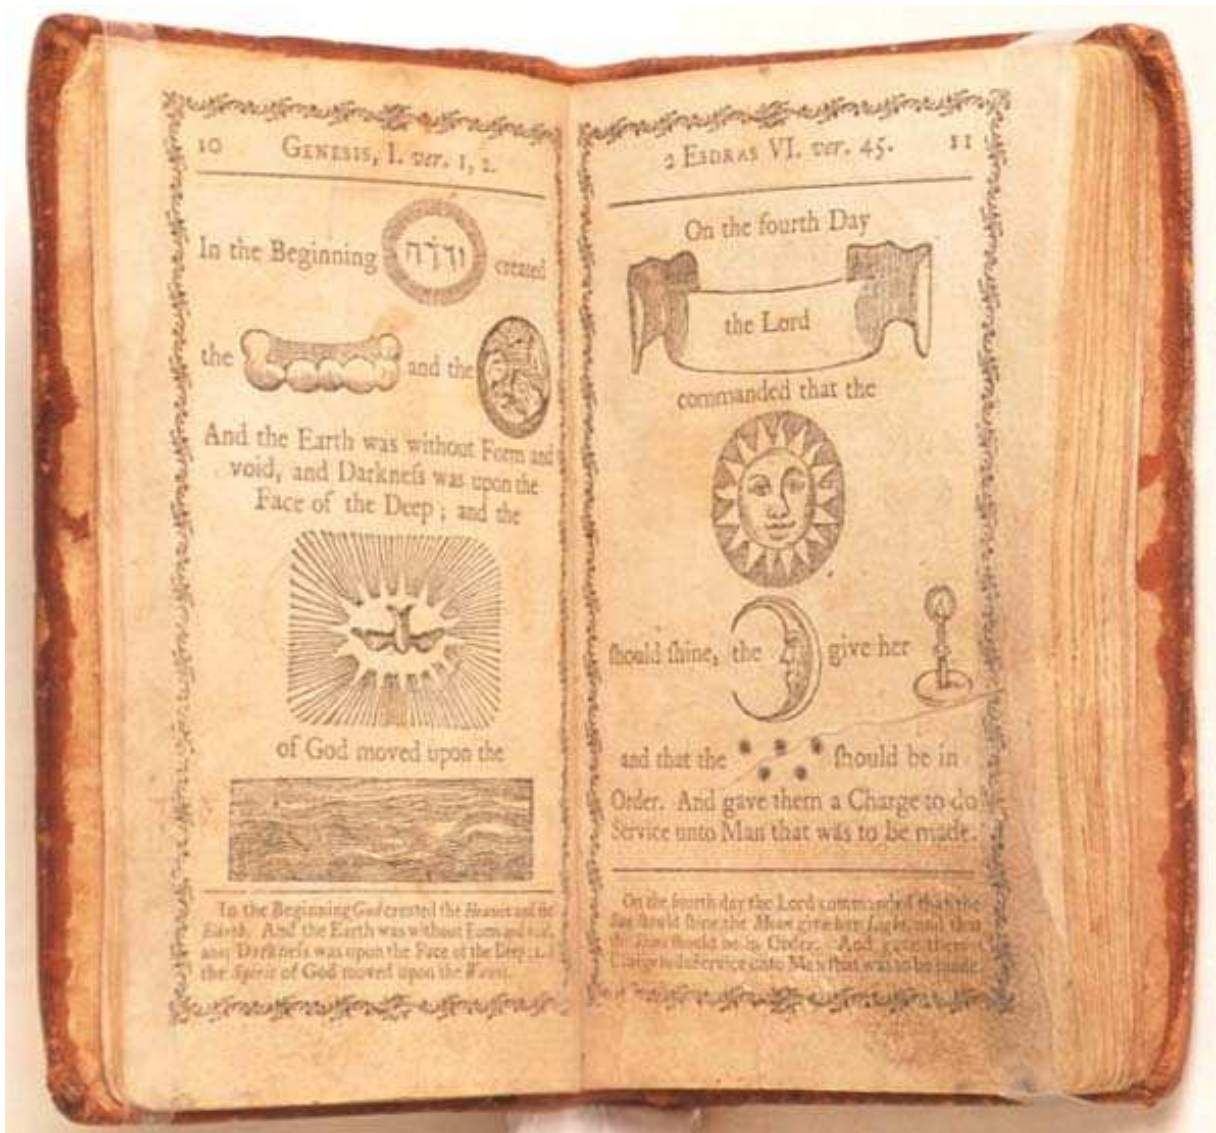 10 GENESIS, I. ver. 1, 2.
In the Beginning יהוה created
the and the
And the Earth was without Form and
void, and Darkneſs was upon the
Face of the Deep; and the
of God moved upon the
In the Beginning God created the Heaven and the
Earth. And the Earth was without Form and void,
and Darkneſs was upon the Face of the Deep;
the Spirit of God moved upon the
2 ESDRAS VI. ver. 45. 11
On the fourth Day
the Lord
commanded that the
ſhould ſhine, the give her
and that the ſhould be in
Order. And gave them a Charge to do
Service unto Man that was to be made.
On the fourth day the Lord commanded that the
Sun ſhould ſhine the Moon give her Light, and that
the Stars ſhould be in Order. And gave them
Charge to do Service unto Man that was to be made